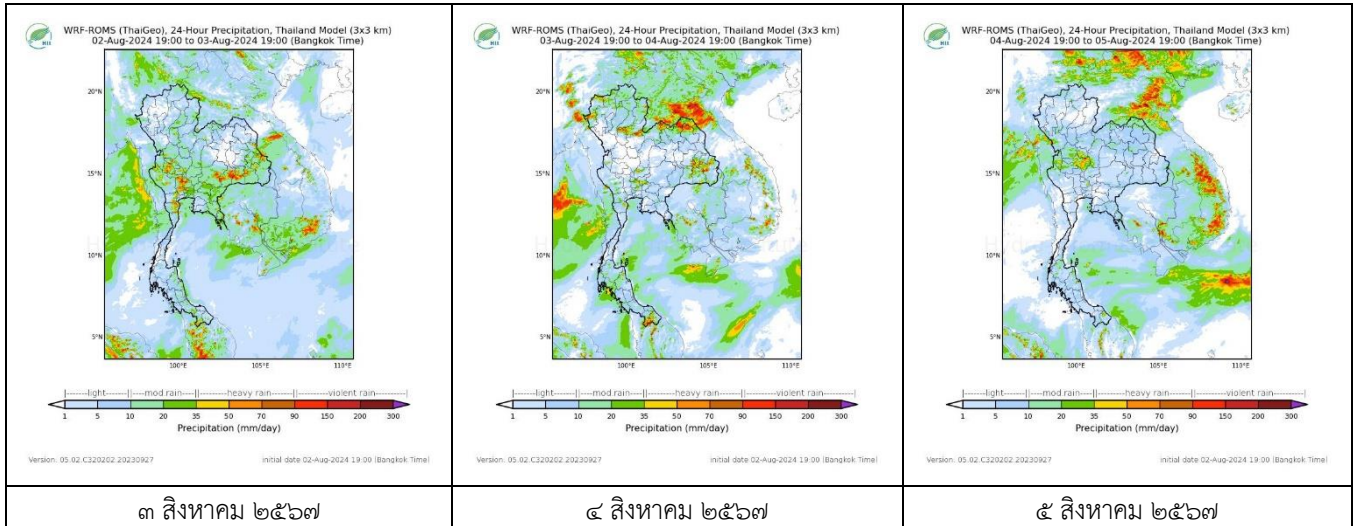 WRF-ROMS (ThaiGeo), 24-Hour Precipitation, Thailand Model (3x3 km)
02-Aug-2024 19:00 to 03-Aug-2024 19:00 (Bangkok Time)
20°N
15°N
10°N
5°N
100°E 105°E 110°E
light mod rain heavy rain violent rain
1 5 10 20 35 50 70 90 150 200 300
Precipitation (mm/day)
Version: 05.02.C320202.20230927 initial date 02-Aug-2024 19:00 (Bangkok Time)
๓ สิงหาคม ๒๕๖๗
WRF-ROMS (ThaiGeo), 24-Hour Precipitation, Thailand Model (3x3 km)
03-Aug-2024 19:00 to 04-Aug-2024 19:00 (Bangkok Time)
20°N
15°N
10°N
5°N
100°E 105°E 110°E
light mod rain heavy rain violent rain
1 5 10 20 35 50 70 90 150 200 300
Precipitation (mm/day)
Version: 05.02.C320202.20230927 initial date 02-Aug-2024 19:00 (Bangkok Time)
๔ สิงหาคม ๒๕๖๗
WRF-ROMS (ThaiGeo), 24-Hour Precipitation, Thailand Model (3x3 km)
04-Aug-2024 19:00 to 05-Aug-2024 19:00 (Bangkok Time)
20°N
15°N
10°N
5°N
100°E 105°E 110°E
light mod rain heavy rain violent rain
1 5 10 20 35 50 70 90 150 200 300
Precipitation (mm/day)
Version: 05.02.C320202.20230927 initial date 02-Aug-2024 19:00 (Bangkok Time)
๕ สิงหาคม ๒๕๖๗